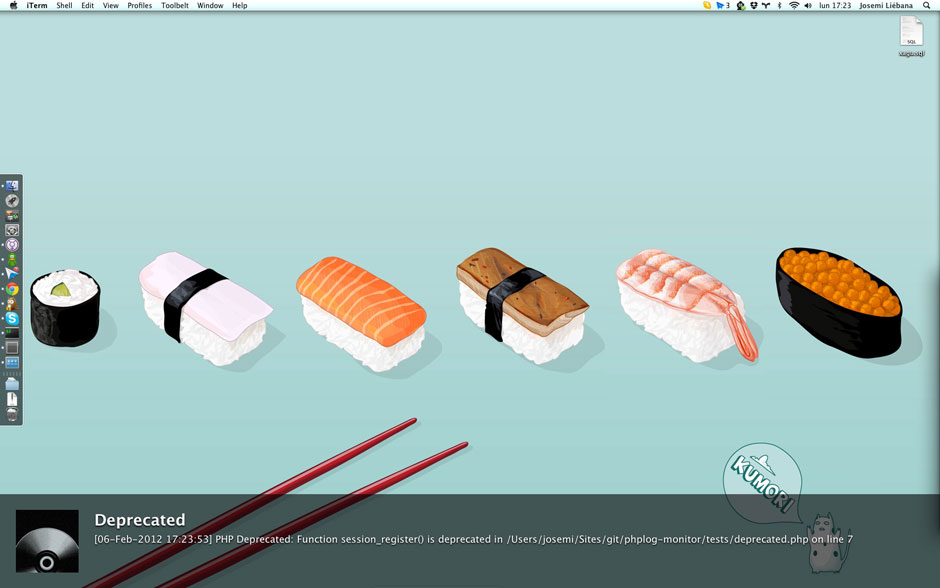 iTerm Shell Edit View Profiles Toolbelt Window Help 3 lun 17:23 Josemi Liébana
SQL
KUMORI
Deprecated
[06-Feb-2012 17:23:53] PHP Deprecated: Function session_register() is deprecated in /Users/josemi/Sites/git/phplog-monitor/tests/deprecated.php on line 7